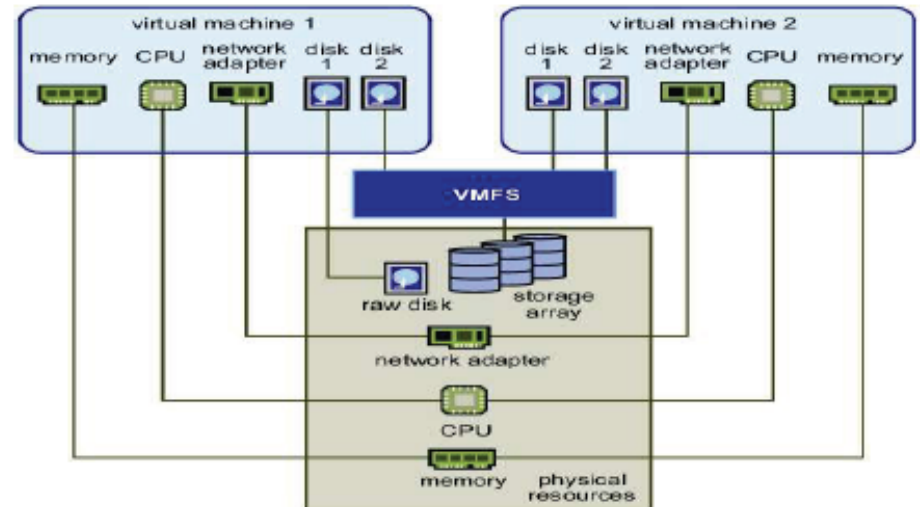 virtual machine 1
memory CPU network adapter disk 1 disk 2
virtual machine 2
disk 1 disk 2 network adapter CPU memory
VMFS
raw disk
storage
array
network adapter
CPU
memory
physical
resources